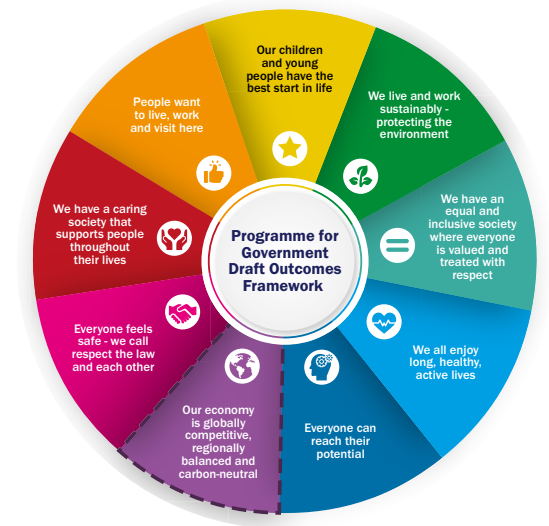 Programme for
Government
Draft Outcomes
Framework
Our children
and young
people have the
best start in life
We live and work
sustainably -
protecting the
environment
We have an
equal and
inclusive society
where everyone
is valued and
treated with
respect
We all enjoy
long, healthy,
active lives
Everyone can
reach their
potential
Our economy
is globally
competitive,
regionally
balanced and
carbon-neutral
Everyone feels
safe - we call
respect the law
and each other
We have a caring
society that
supports people
throughout
their lives
People want
to live, work
and visit here